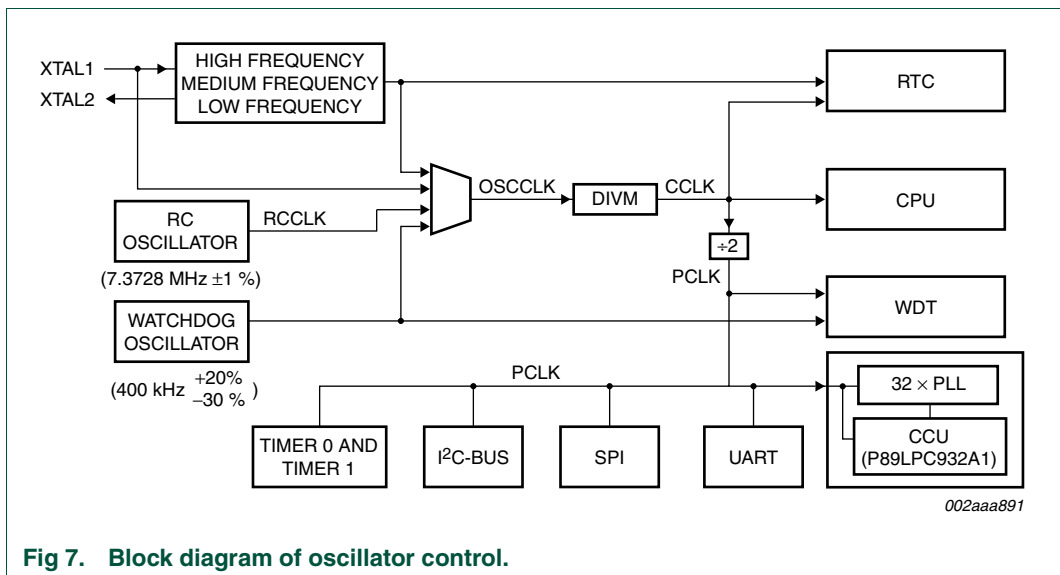 XTAL1
XTAL2
HIGH FREQUENCY
MEDIUM FREQUENCY
LOW FREQUENCY
RTC
OSCCLK
DIVM
CCLK
CPU
RC
OSCILLATOR
RCCLK
(7.3728 MHz ±1 %)
÷2
PCLK
WATCHDOG
OSCILLATOR
WDT
(400 kHz +20% −30 % )
PCLK
32 × PLL
CCU
(P89LPC932A1)
TIMER 0 AND
TIMER 1
I²C-BUS
SPI
UART
002aaa891
Fig 7. Block diagram of oscillator control.